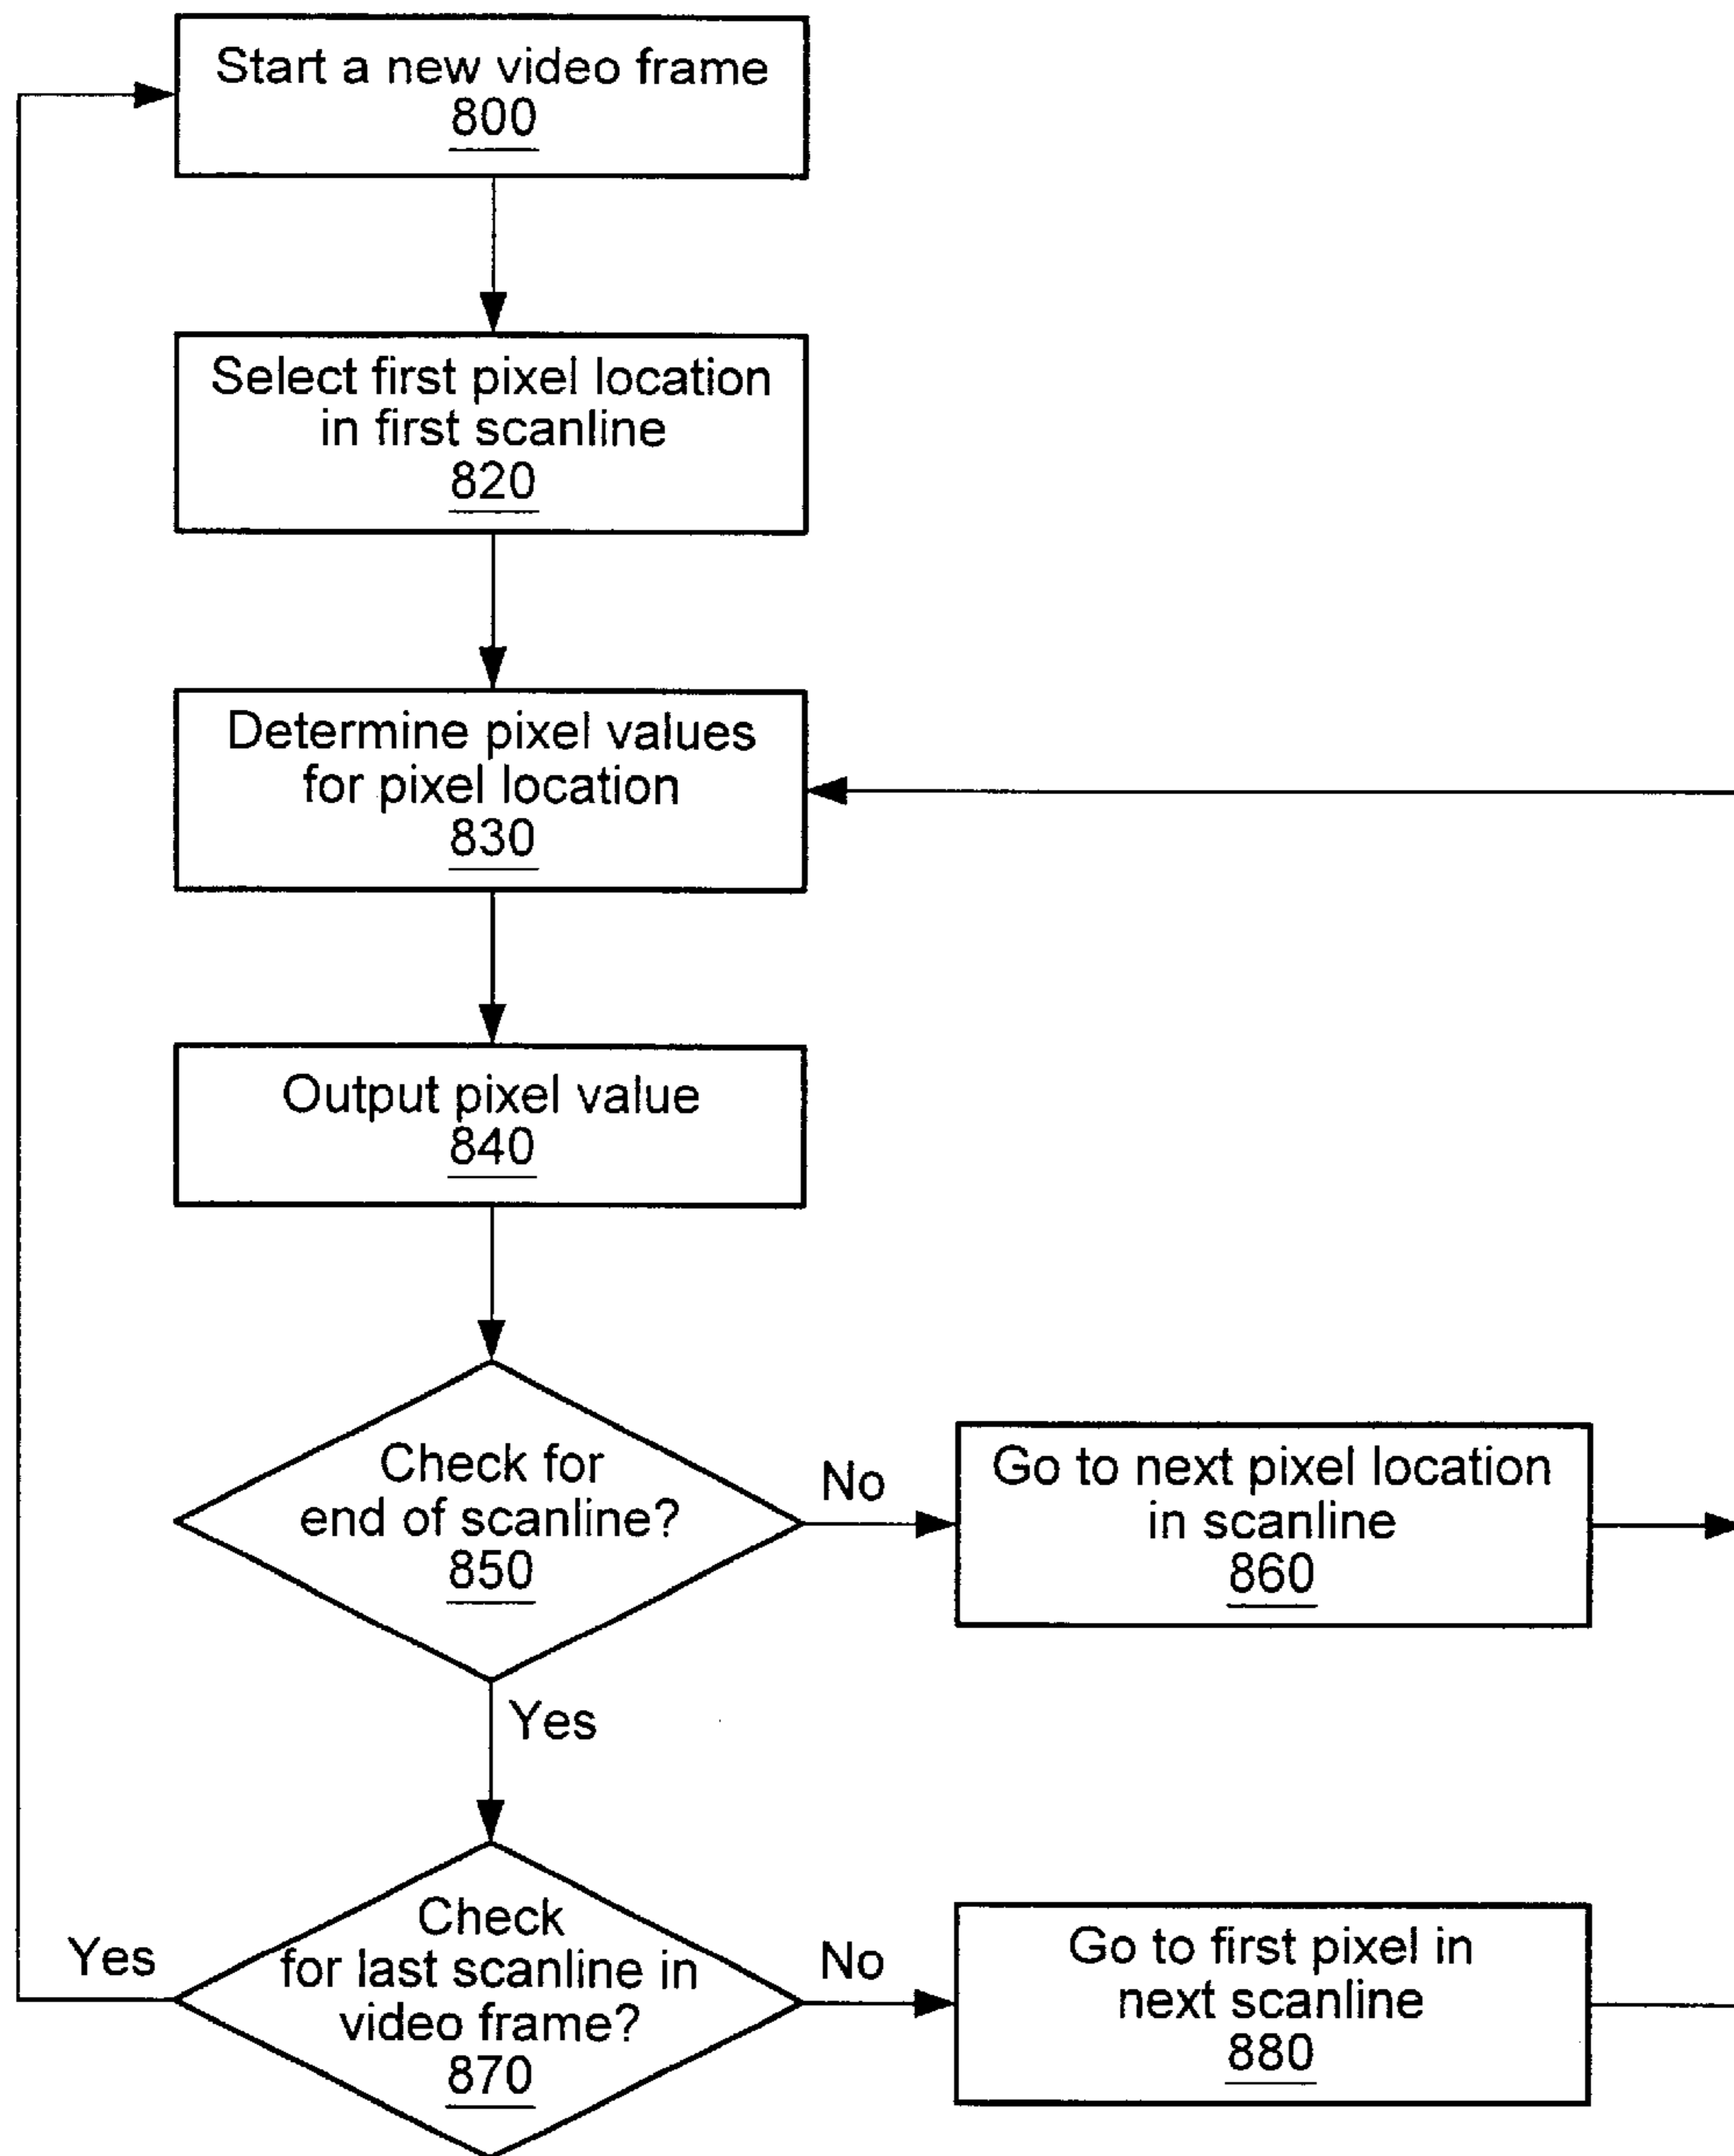 Start a new video frame
800
Select first pixel location
in first scanline
820
Determine pixel values
for pixel location
830
Output pixel value
840
Check for
end of scanline?
850
No
Go to next pixel location
in scanline
860
Yes
Check
for last scanline in
video frame?
870
Yes
No
Go to first pixel in
next scanline
880